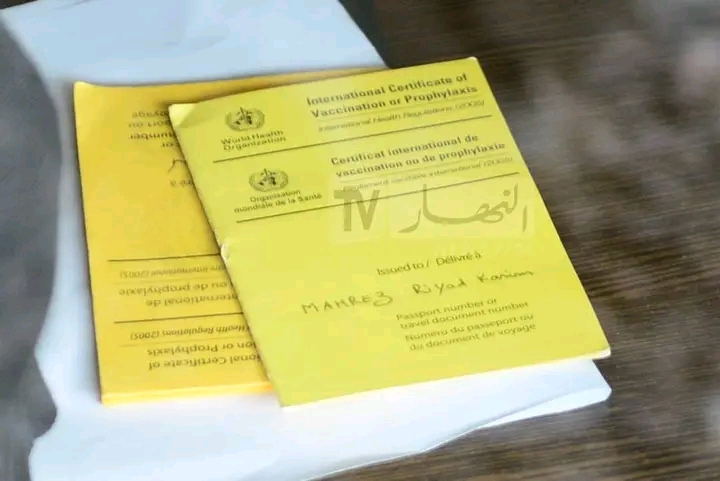 International Certificate of
Vaccination or Prophylaxis
International Health Regulations (2005)
World Health
Organization
Certificat international de
vaccination ou de prophylaxie
Règlement sanitaire international (2005)
Organisation
mondiale de la Santé
النهار TV
Issued to / Délivré à
MAHREZ Riyad Karim
Passport number or
travel document number
Numéro du passeport ou
du document de voyage